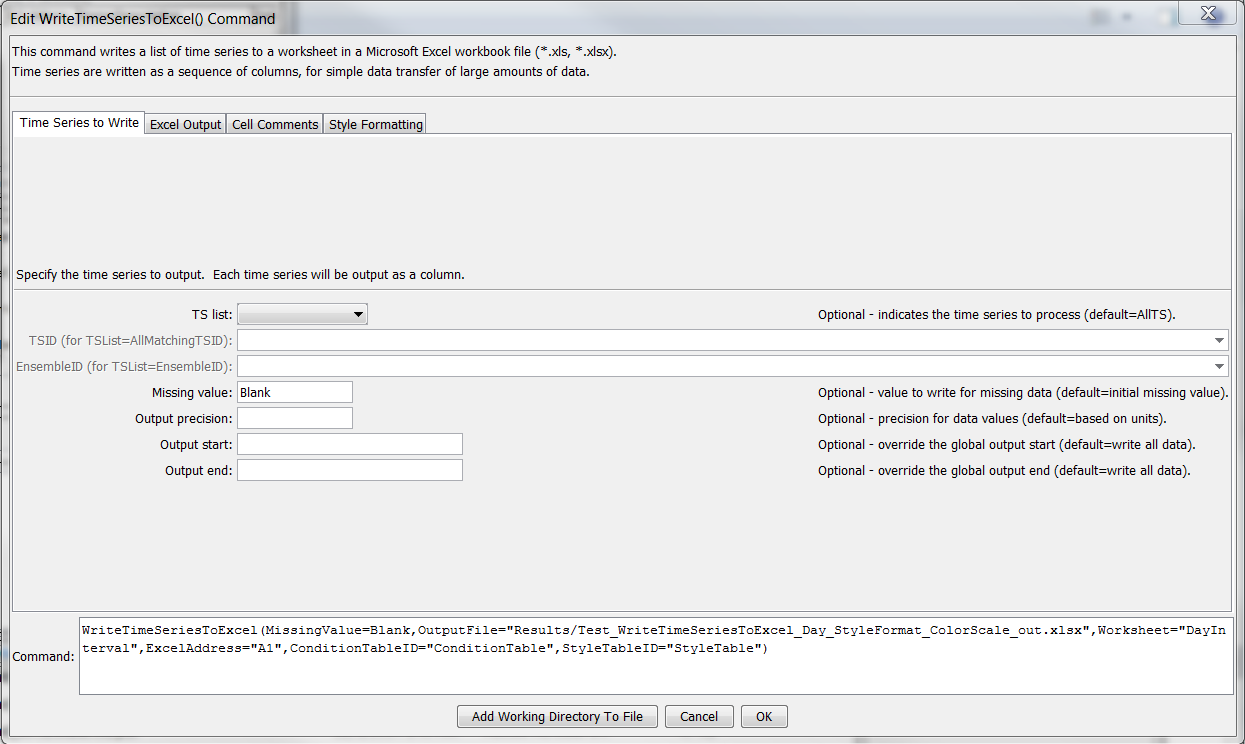 Edit WriteTimeSeriesToExcel() Command
This command writes a list of time series to a worksheet in a Microsoft Excel workbook file (*.xls, *.xlsx).
Time series are written as a sequence of columns, for simple data transfer of large amounts of data.
Time Series to Write Excel Output Cell Comments Style Formatting
Specify the time series to output.  Each time series will be output as a column.
TS list: Optional - indicates the time series to process (default=AllTS).
TSID (for TSList=AllMatchingTSID):
EnsembleID (for TSList=EnsembleID):
Missing value: Blank Optional - value to write for missing data (default=initial missing value).
Output precision: Optional - precision for data values (default=based on units).
Output start: Optional - override the global output start (default=write all data).
Output end: Optional - override the global output end (default=write all data).
Command: WriteTimeSeriesToExcel(MissingValue=Blank,OutputFile="Results/Test_WriteTimeSeriesToExcel_Day_StyleFormat_ColorScale_out.xlsx",Worksheet="DayIn
terval",ExcelAddress="A1",ConditionTableID="ConditionTable",StyleTableID="StyleTable")
Add Working Directory To File Cancel OK